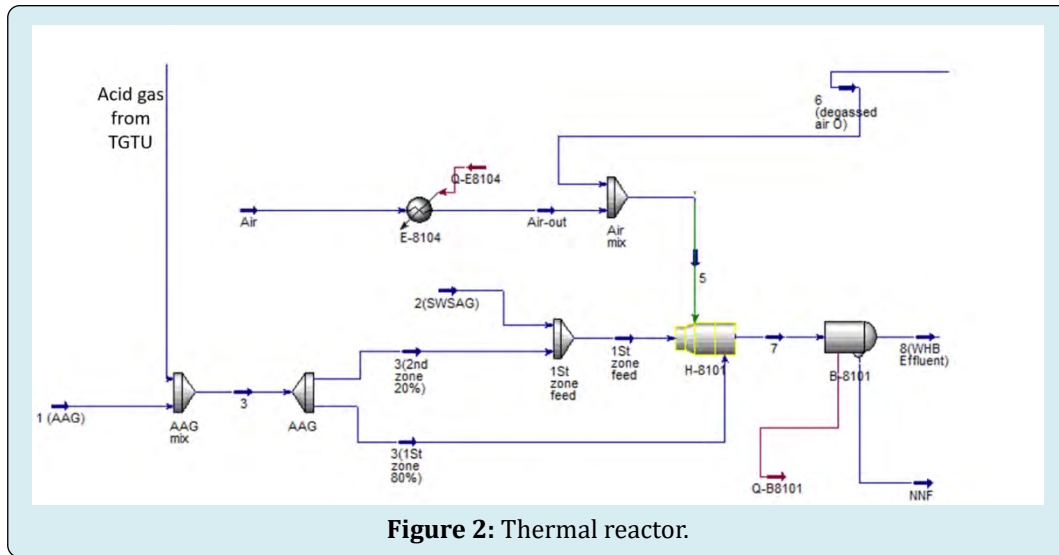 Acid gas
from
TGTU
6
(degassed
air O)
Q-E8104
Air
E-8104
Air-out
Air
mix
5
2(SWSAG)
1St
zone
feed
1St zone
feed
H-8101
7
B-8101
8(WHB
Effluent)
3(2nd
zone
20%)
1 (AAG)
AAG
mix
3
AAG
3(1St
zone
80%)
Q-B8101
NNF
Figure 2: Thermal reactor.